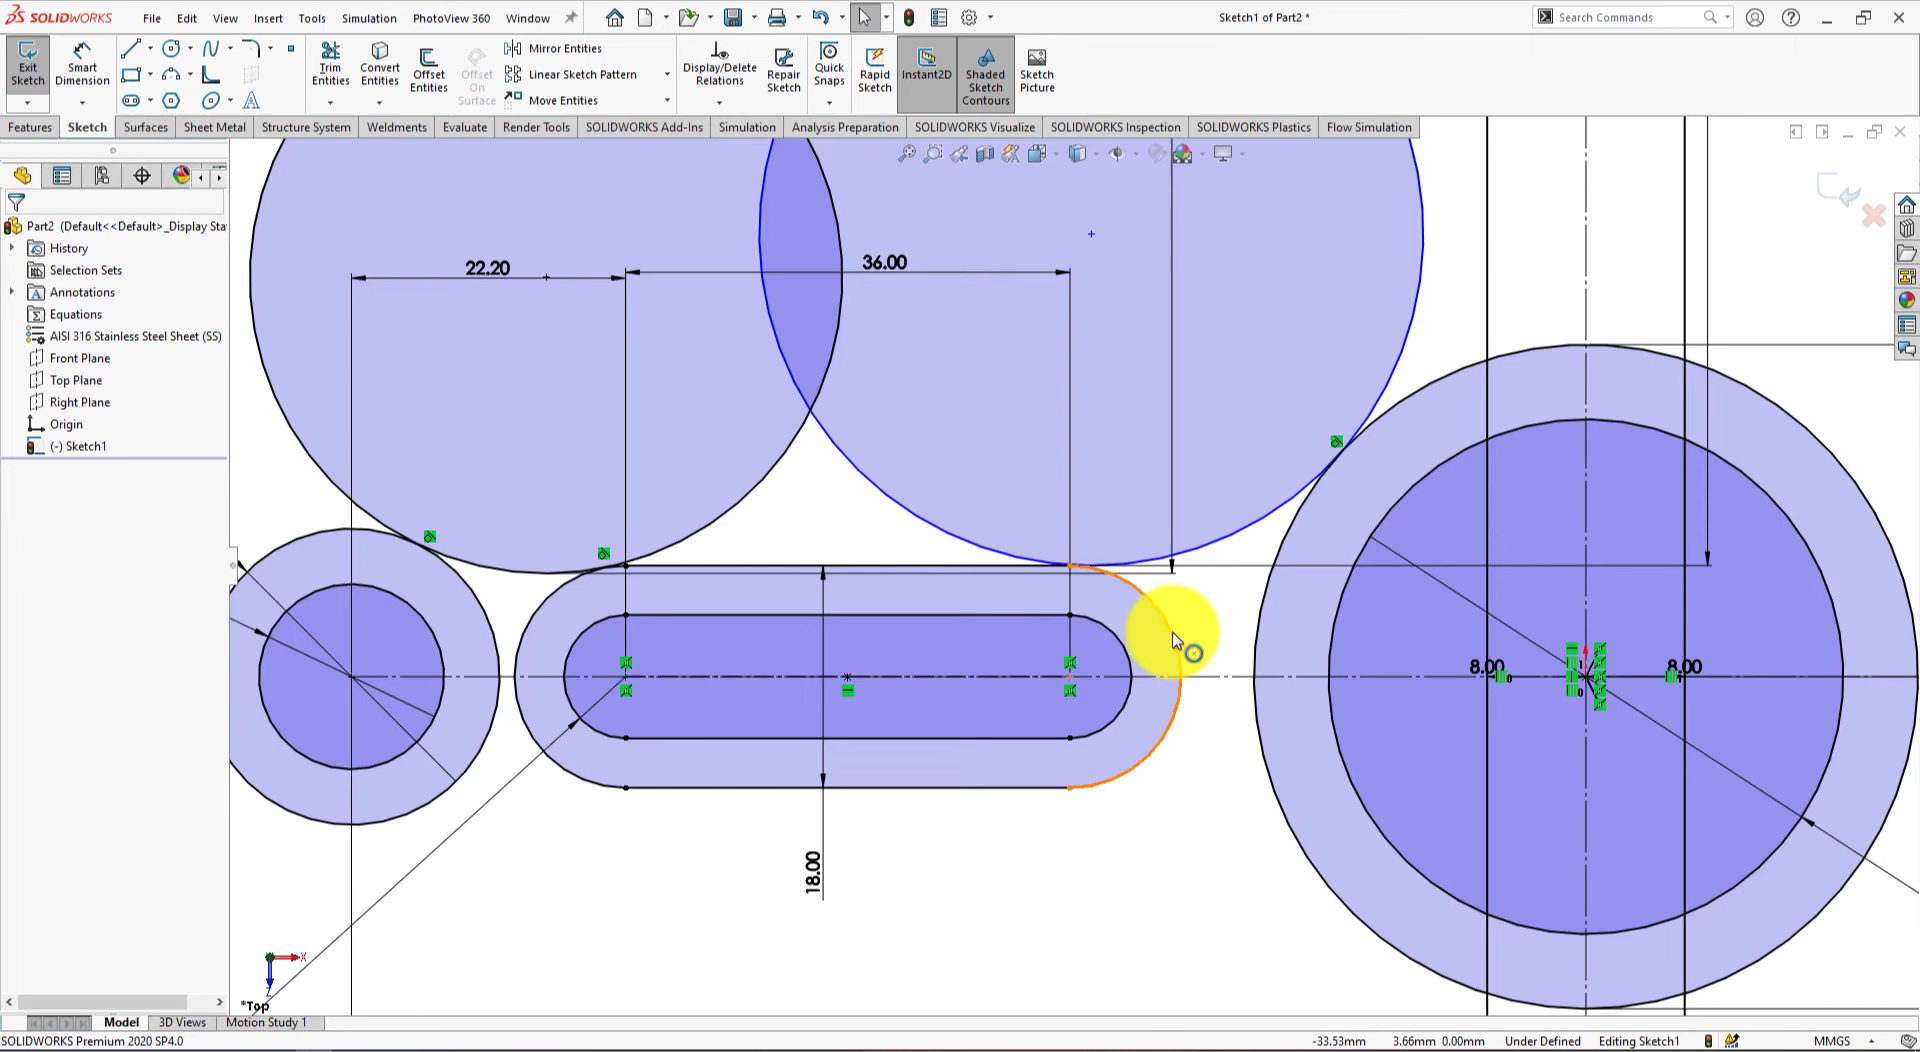 SOLIDWORKS
File Edit View Insert Tools Simulation PhotoView 360 Window
Sketch1 of Part2 *
Search Commands
Exit Sketch
Smart Dimension
Trim Entities
Convert Entities
Offset Entities
Offset On Surface
Mirror Entities
Linear Sketch Pattern
Move Entities
Display/Delete Relations
Repair Sketch
Quick Snaps
Rapid Sketch
Instant2D
Shaded Sketch Contours
Sketch Picture
Features Sketch Surfaces Sheet Metal Structure System Weldments Evaluate Render Tools SOLIDWORKS Add-Ins Simulation Analysis Preparation SOLIDWORKS Visualize SOLIDWORKS Inspection SOLIDWORKS Plastics Flow Simulation
Part2 (Default<<Default>_Display Sta
History
Selection Sets
Annotations
Equations
AISI 316 Stainless Steel Sheet (SS)
Front Plane
Top Plane
Right Plane
Origin
(-) Sketch1
22.20
36.00
8.00
8.00
18.00
X
Z
*Top
Model 3D Views Motion Study 1
SOLIDWORKS Premium 2020 SP4.0
-33.53mm 3.66mm 0.00mm Under Defined Editing Sketch1 MMGS